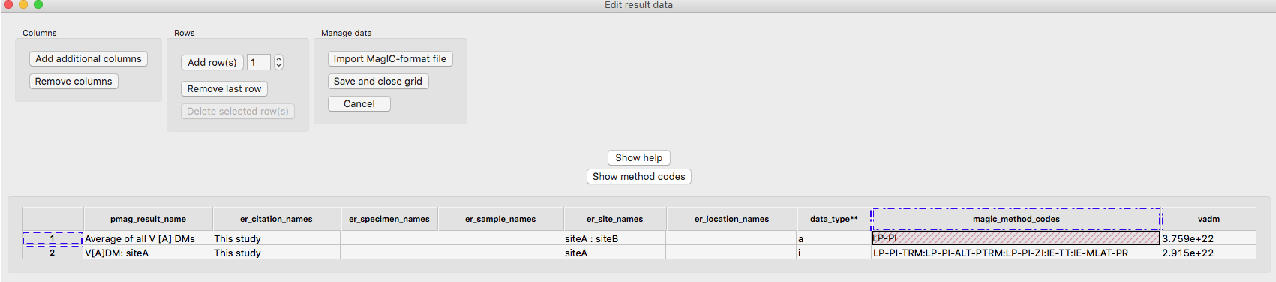 Edit result data
Columns
Add additional columns
Remove columns
Rows
Add row(s) 1
Remove last row
Delete selected row(s)
Manage data
Import MagIC-format file
Save and close grid
Cancel
Show help
Show method codes
pmag_result_name er_citation_names er_specimen_names er_sample_names er_site_names er_location_names data_type** magic_method_codes vadm
1 Average of all V [A] DMs This study siteA : siteB a LP-PI 3.759e+22
2 V[A]DM: siteA This study siteA i LP-PI-TRM:LP-PI-ALT-PTRM:LP-PI-ZI:IE-TT:IE-MLAT-PR 2.915e+22